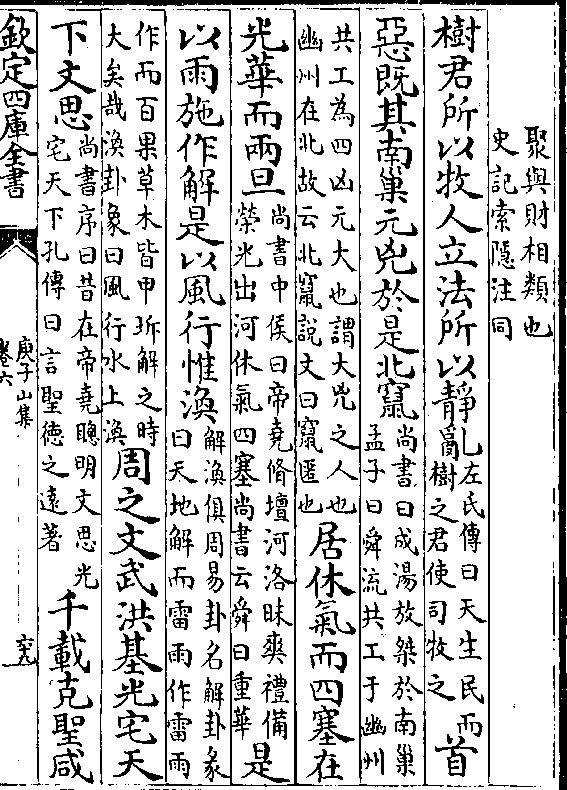 聚與財相類也
史記索隱注同
樹君所以牧人立法所以靜亂
左氏傳曰天生民而
樹之君使司牧之
首
惡既其南巢元兇於是北竄
尚書曰成湯放桀於南巢
孟子曰舜流共工于幽州
共工為四凶元大也謂大兇之人也
幽州在北故云北竄說文曰竄匿也
居休氣而四塞在
光華而兩旦
尚書中侯曰帝堯脩壇河洛昧爽禮備
榮光出河休氣四塞尚書云舜曰重華
是
以雨施作解是以風行惟渙
解渙俱周易卦名解卦彖
曰天地解而雷雨作雷雨
作而百果草木皆甲坼解之時
大矣哉渙卦象曰風行水上渙
周之文武洪基光宅天
下文思
尚書序曰昔在帝堯聰明文思光
宅天下孔傳曰言聖德之遠著
千載克聖咸
欽定四庫全書
庾子山集
卷六